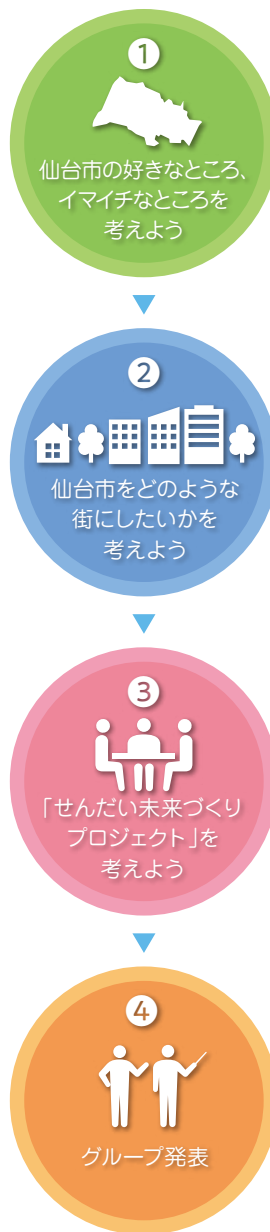 1
仙台市の好きなところ、
イマイチなところを
考えよう
2
仙台市をどのような
街にしたいかを
考えよう
3
「せんだい未来づくり
プロジェクト」を
考えよう
4
グループ発表